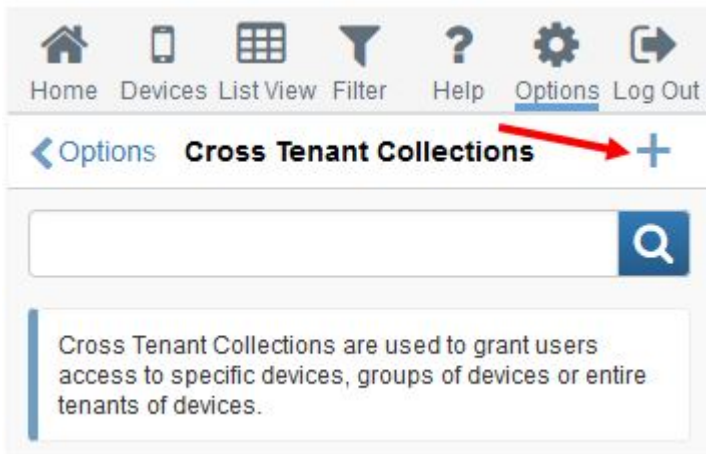 Home Devices List View Filter Help Options Log Out
Options Cross Tenant Collections
Cross Tenant Collections are used to grant users
access to specific devices, groups of devices or entire
tenants of devices.